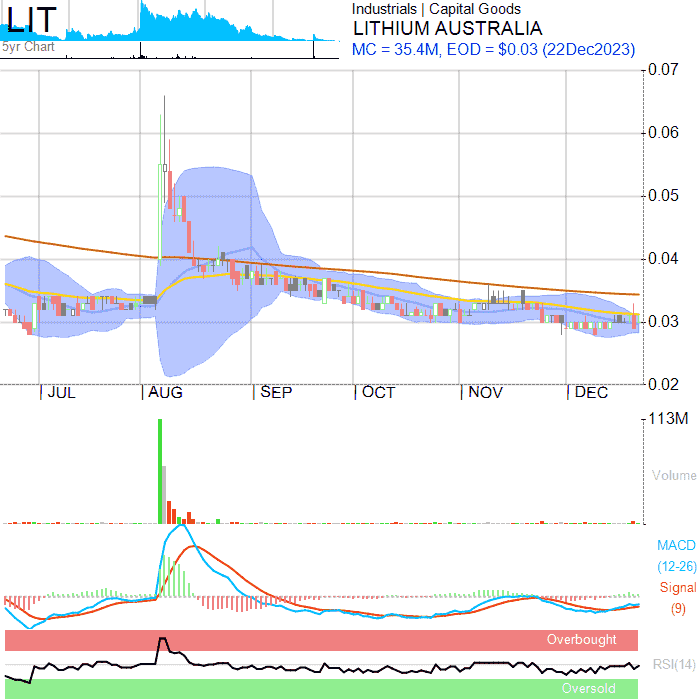 LIT
5yr Chart
Industrials | Capital Goods
LITHIUM AUSTRALIA
MC = 35.4M, EOD = $0.03 (22Dec2023)
0.07
0.06
0.05
0.04
0.03
0.02
JUL
AUG
SEP
OCT
NOV
DEC
113M
Volume
MACD
(12-26)
Signal
(9)
Overbought
RSI(14)
Oversold